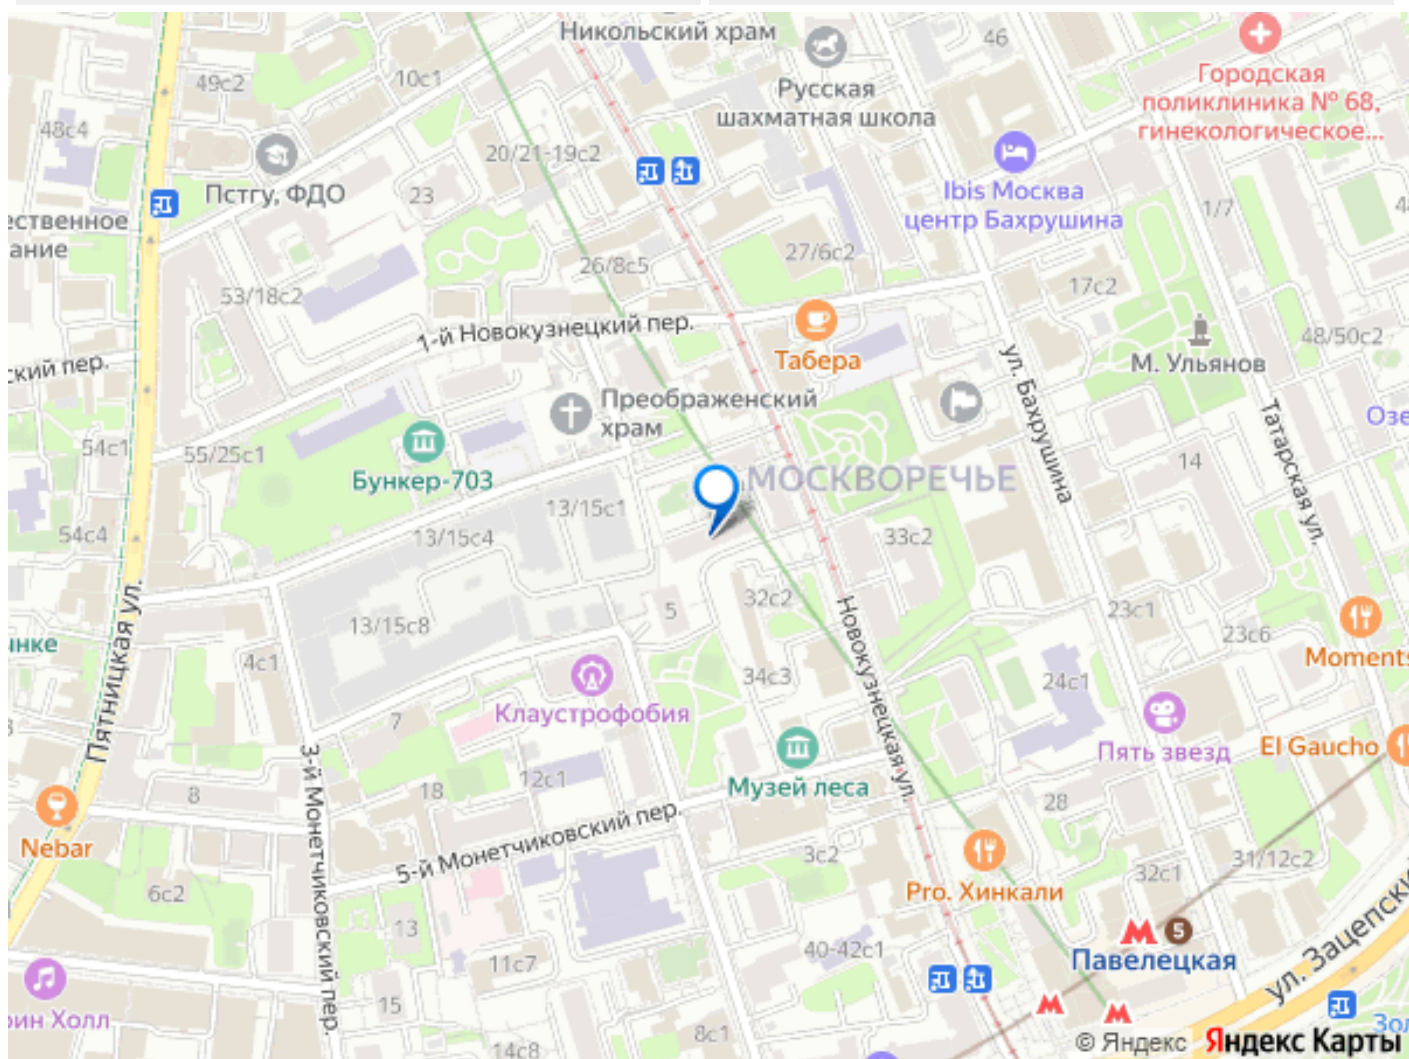 Никольский храм
46
Городская
поликлиника № 68,
гинекологическое...
49с2
10с1
Русская
шахматная школа
48с4
20/21-19с2
Пстгу, ФДО
23
Ibis Москва
центр Бахрушина
1/7
ественное
ание
26/8с5
27/6с2
17с2
53/18с2
1-й Новокузнецкий пер.
Табера
ул. Бахрушина
М. Ульянов
48/50с2
ский пер.
Преображенский
храм
Татарская ул.
Озе
54с1
55/25с1
Бункер-703
МОСКВОРЕЧЬЕ
14
13/15с1
54с4
13/15с4
33с2
Пятницкая ул.
13/15с8
5
32с2
Новокузнецкая ул.
23с1
23с6
инке
4с1
34с3
24с1
Moments
Клаустрофобия
7
3-й Монетчиковский пер.
Пять звезд
El Gaucho
12с1
Музей леса
8
18
28
5-й Монетчиковский пер.
Nebar
3с2
31/12с2
6с2
Pro. Хинкали
32с1
13
5
Павелецкая
40-42с1
11с7
ул. Зацепский
15
рин Холл
8с1
14с8
Зол
© Яндекс
Яндекс Карты